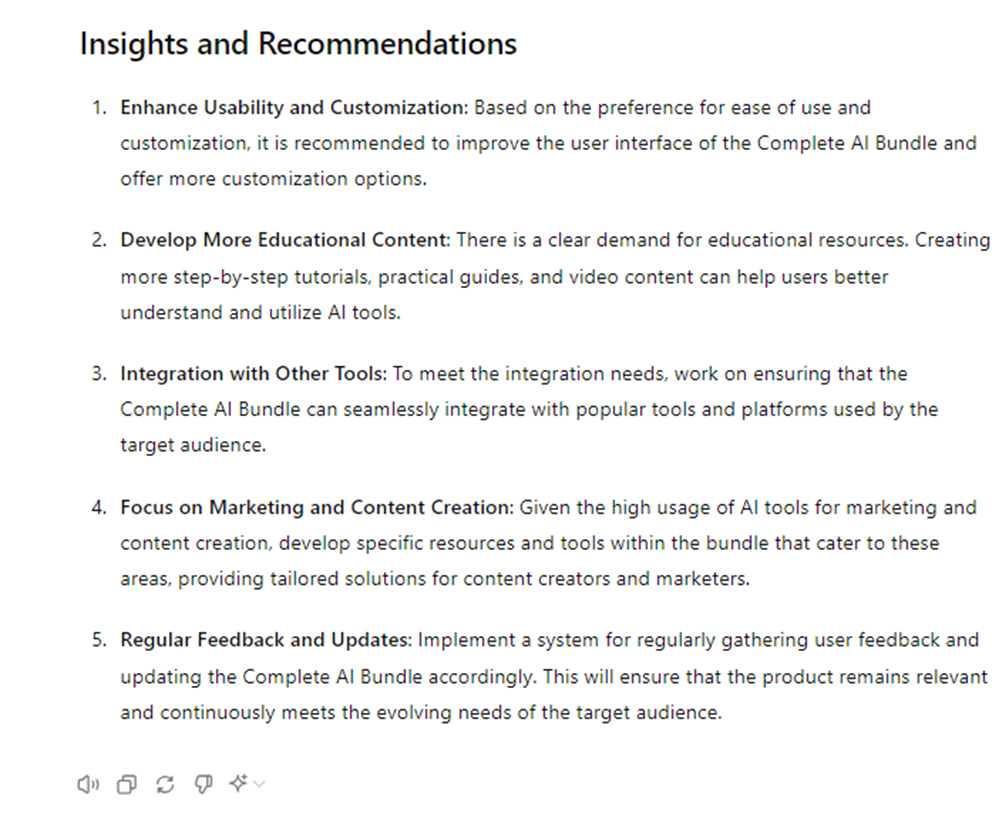 Insights and Recommendations
1. Enhance Usability and Customization: Based on the preference for ease of use and
customization, it is recommended to improve the user interface of the Complete AI Bundle and
offer more customization options.
2. Develop More Educational Content: There is a clear demand for educational resources. Creating
more step-by-step tutorials, practical guides, and video content can help users better
understand and utilize AI tools.
3. Integration with Other Tools: To meet the integration needs, work on ensuring that the
Complete AI Bundle can seamlessly integrate with popular tools and platforms used by the
target audience.
4. Focus on Marketing and Content Creation: Given the high usage of AI tools for marketing and
content creation, develop specific resources and tools within the bundle that cater to these
areas, providing tailored solutions for content creators and marketers.
5. Regular Feedback and Updates: Implement a system for regularly gathering user feedback and
updating the Complete AI Bundle accordingly. This will ensure that the product remains relevant
and continuously meets the evolving needs of the target audience.